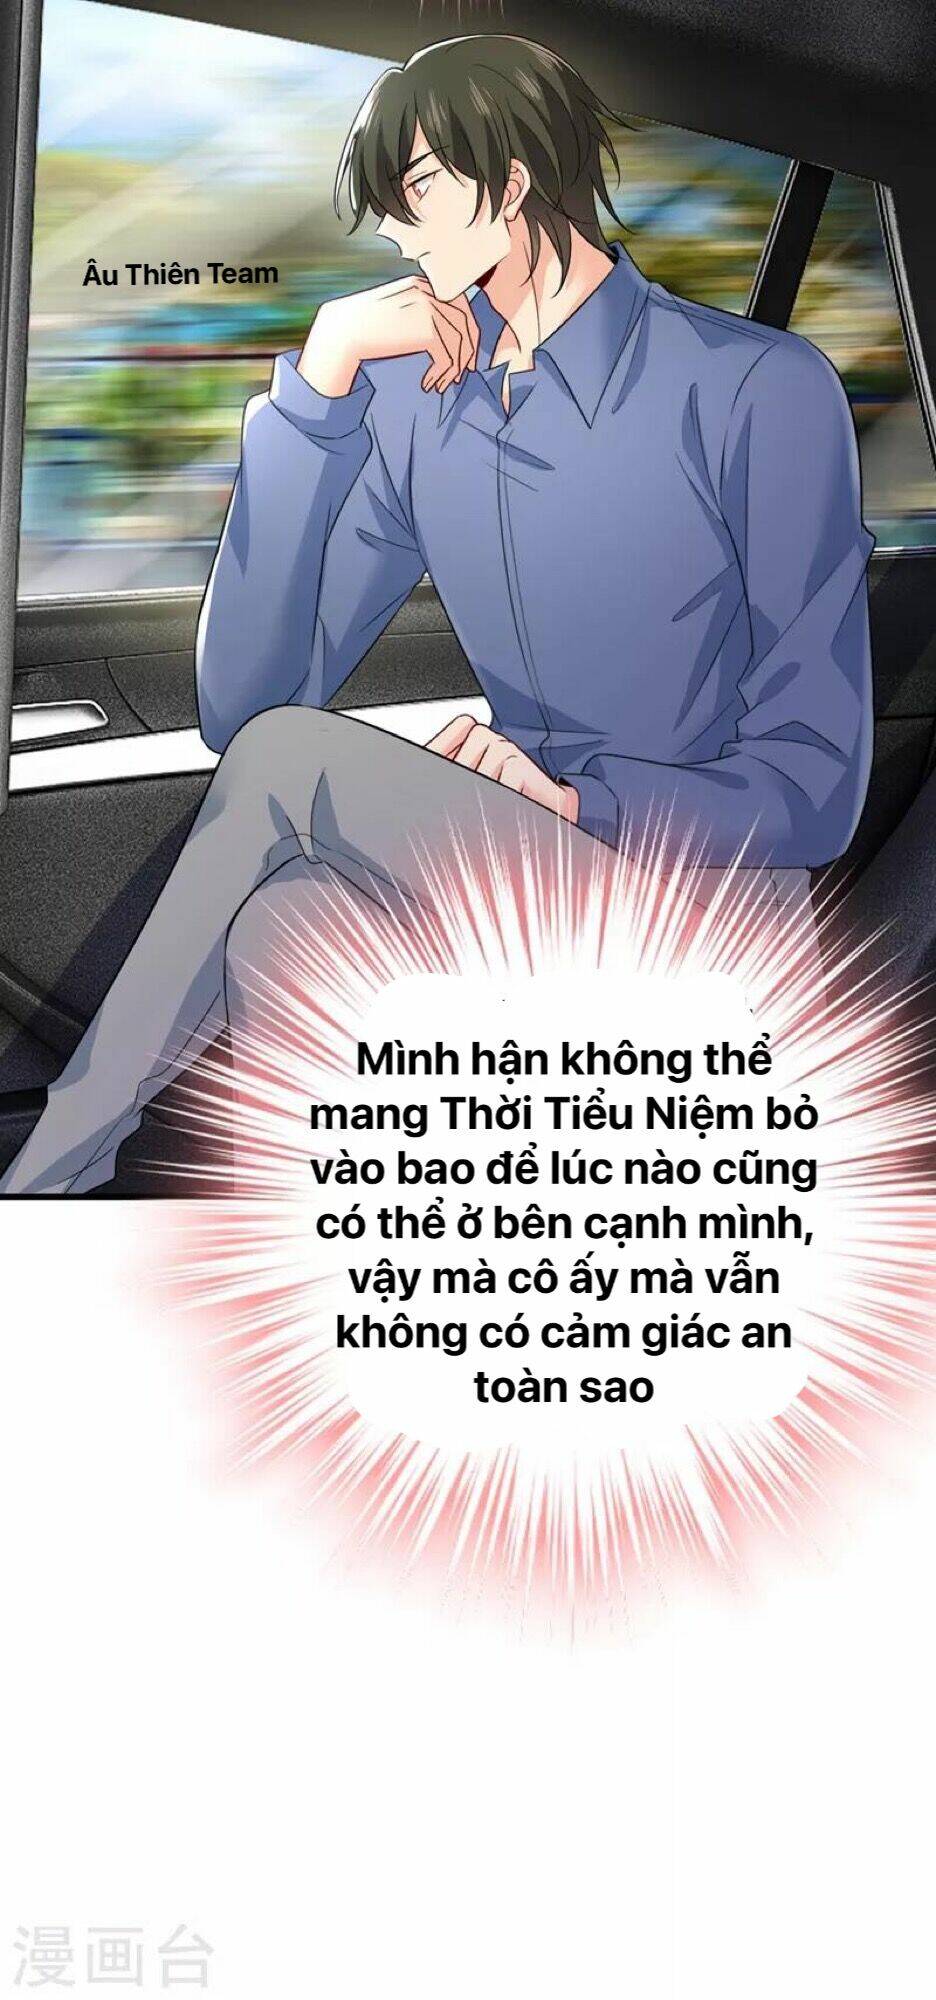 Âu Thiên Team
Mình hận không thể
mang Thời Tiểu Niệm bỏ
vào bao để lúc nào cũng
có thể ở bên cạnh mình,
vậy mà cô ấy mà vẫn
không có cảm giác an
toàn sao
漫画台